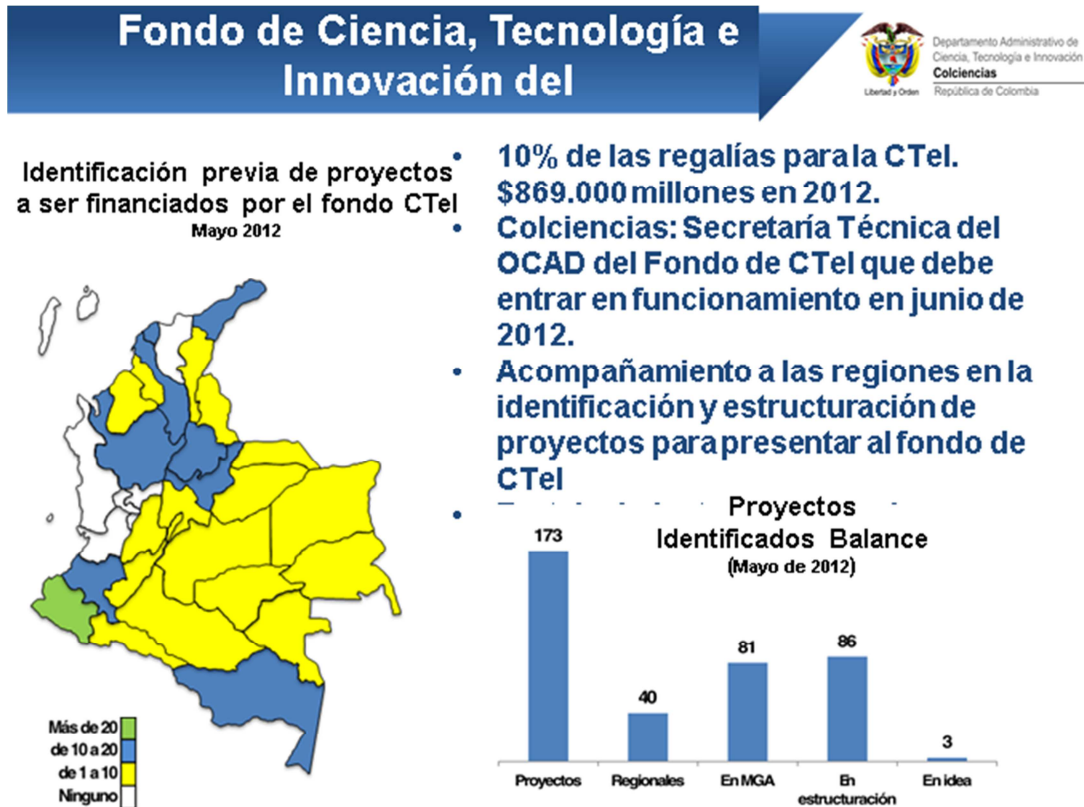 Fondo de Ciencia, Tecnología e
Innovación del
Libertad y Orden
Departamento Administrativo de
Ciencia, Tecnología e Innovación
Colciencias
República de Colombia
Identificación previa de proyectos
a ser financiados por el fondo CTeI
Mayo 2012
Más de 20
de 10 a 20
de 1 a 10
Ninguno
• 10% de las regalías para la CTeI.
$869.000 millones en 2012.
• Colciencias: Secretaría Técnica del
OCAD del Fondo de CTeI que debe
entrar en funcionamiento en junio de
2012.
• Acompañamiento a las regiones en la
identificación y estructuración de
proyectos para presentar al fondo de
CTeI
•
Proyectos
Identificados Balance
(Mayo de 2012)
173
40
81
86
3
Proyectos
Regionales
En MGA
En
estructuración
En idea